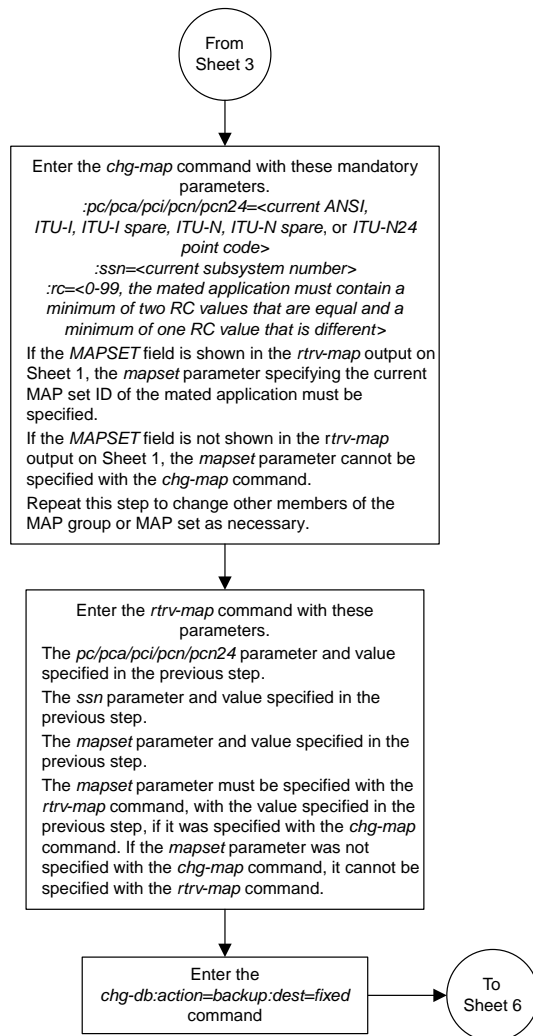 From
Sheet 3
Enter the chg-map command with these mandatory
parameters.
:pc/pca/pci/pcn/pcn24=<current ANSI,
ITU-I, ITU-I spare, ITU-N, ITU-N spare, or ITU-N24
point code>
:ssn=<current subsystem number>
:rc=<0-99, the mated application must contain a
minimum of two RC values that are equal and a
minimum of one RC value that is different>
If the MAPSET field is shown in the rtrv-map output on
Sheet 1, the mapset parameter specifying the current
MAP set ID of the mated application must be
specified.
If the MAPSET field is not shown in the rtrv-map
output on Sheet 1, the mapset parameter cannot be
specified with the chg-map command.
Repeat this step to change other members of the
MAP group or MAP set as necessary.
Enter the rtrv-map command with these
parameters.
The pc/pca/pci/pcn/pcn24 parameter and value
specified in the previous step.
The ssn parameter and value specified in the
previous step.
The mapset parameter and value specified in the
previous step.
The mapset parameter must be specified with the
rtrv-map command, with the value specified in the
previous step, if it was specified with the chg-map
command. If the mapset parameter was not
specified with the chg-map command, it cannot be
specified with the rtrv-map command.
Enter the
chg-db:action=backup:dest=fixed
command
To
Sheet 6